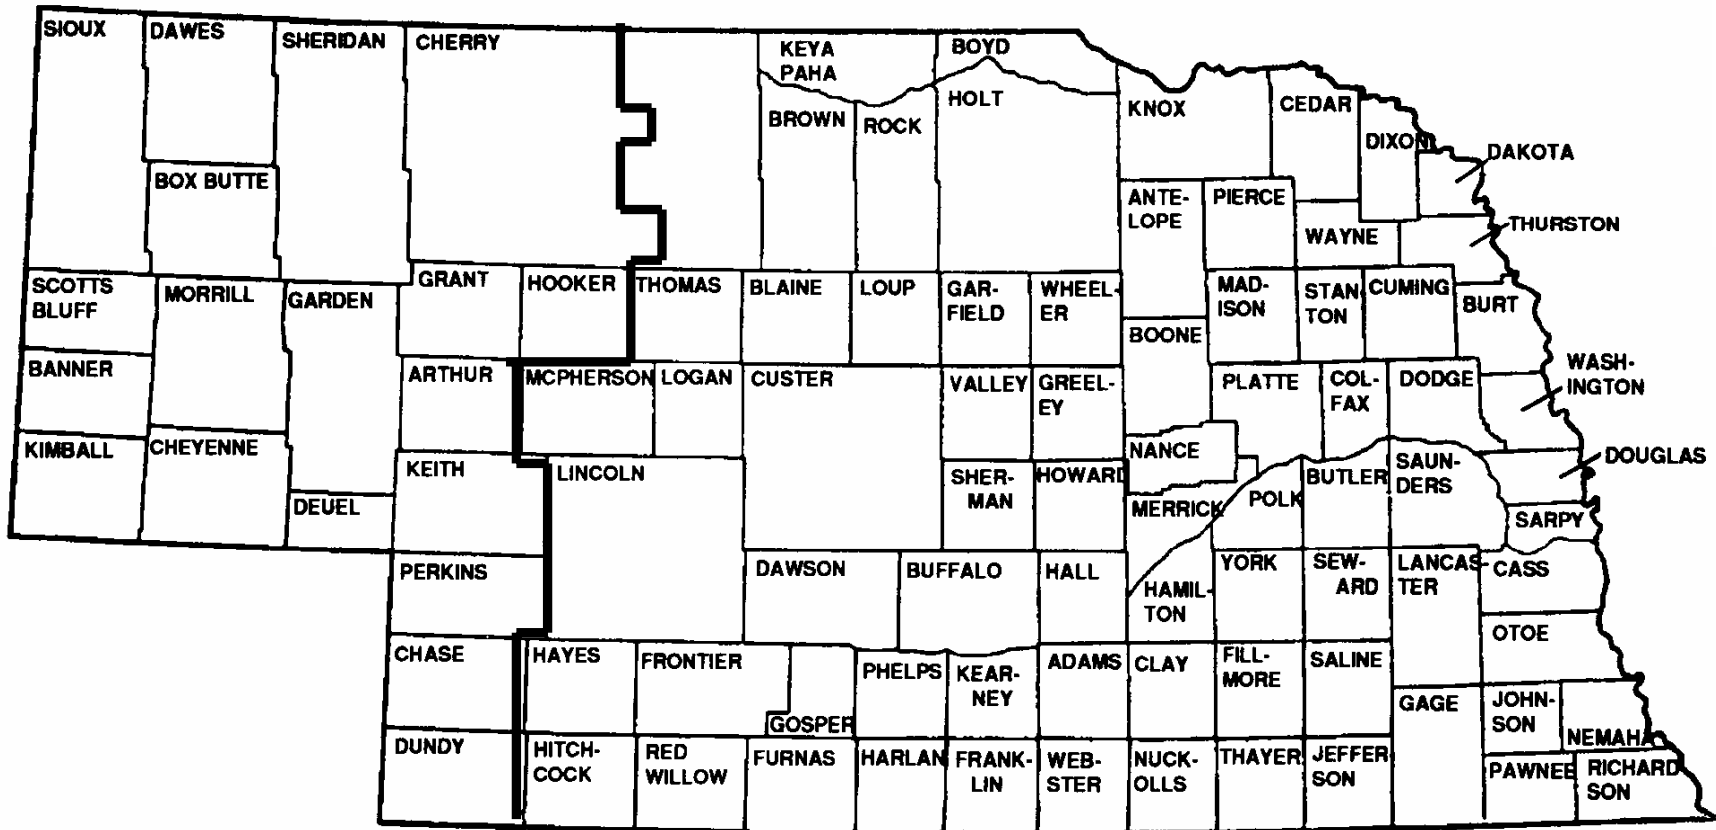 SIOUX
DAWES
SHERIDAN
CHERRY
KEYA
PAHA
BOYD
BROWN
ROCK
HOLT
KNOX
CEDAR
DIXON
DAKOTA
BOX BUTTE
ANTE-
LOPE
PIERCE
WAYNE
THURSTON
SCOTTS
BLUFF
MORRILL
GARDEN
GRANT
HOOKER
THOMAS
BLAINE
LOUP
GAR-
FIELD
WHEEL-
ER
MAD-
ISON
STAN
TON
CUMING
BURT
BOONE
BANNER
ARTHUR
MCPHERSON
LOGAN
CUSTER
VALLEY
GREEL-
EY
PLATTE
COL-
FAX
DODGE
WASH-
INGTON
KIMBALL
CHEYENNE
KEITH
LINCOLN
SHER-
MAN
HOWARD
NANCE
MERRICK
POLK
BUTLER
SAUN-
DERS
DOUGLAS
DEUEL
SARPY
PERKINS
DAWSON
BUFFALO
HALL
HAMIL-
TON
YORK
SEW-
ARD
LANCAS-
TER
CASS
CHASE
HAYES
FRONTIER
GOSPER
PHELPS
KEAR-
NEY
ADAMS
CLAY
FILL-
MORE
SALINE
OTOE
GAGE
JOHN-
SON
NEMAHA
DUNDY
HITCH-
COCK
RED
WILLOW
FURNAS
HARLAN
FRANK-
LIN
WEB-
STER
NUCK-
OLLS
THAYER
JEFFER
SON
PAWNEE
RICHARD
SON